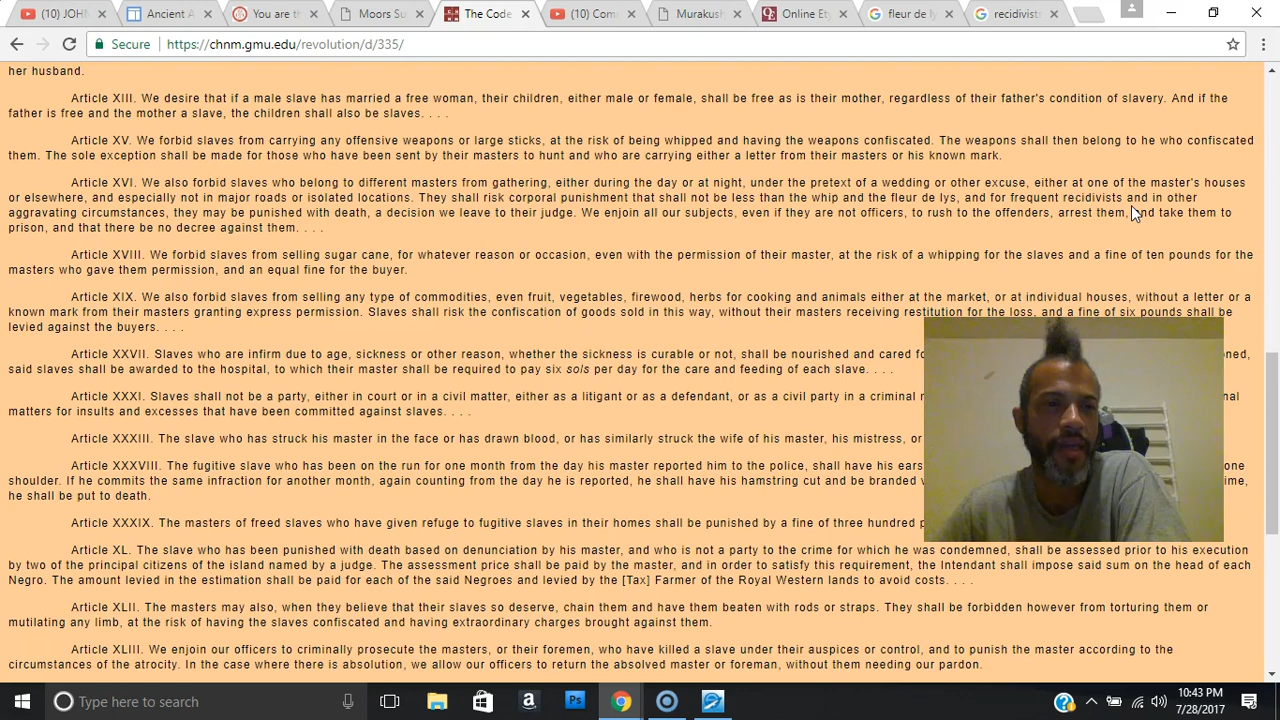 (10) JOHN
Ancient A
You are th
Moors Su
The Code
(10) Com
Murakush
Online Ety
fleur de ly
recidivists
Secure https://chnm.gmu.edu/revolution/d/335/
her husband.
Article XIII. We desire that if a male slave has married a free woman, their children, either male or female, shall be free as is their mother, regardless of their father's condition of slavery. And if the
father is free and the mother a slave, the children shall also be slaves. . . .
Article XV. We forbid slaves from carrying any offensive weapons or large sticks, at the risk of being whipped and having the weapons confiscated. The weapons shall then belong to he who confiscated
them. The sole exception shall be made for those who have been sent by their masters to hunt and who are carrying either a letter from their masters or his known mark.
Article XVI. We also forbid slaves who belong to different masters from gathering, either during the day or at night, under the pretext of a wedding or other excuse, either at one of the master's houses
or elsewhere, and especially not in major roads or isolated locations. They shall risk corporal punishment that shall not be less than the whip and the fleur de lys, and for frequent recidivists and in other
aggravating circumstances, they may be punished with death, a decision we leave to their judge. We enjoin all our subjects, even if they are not officers, to rush to the offenders, arrest them, and take them to
prison, and that there be no decree against them. . . .
Article XVIII. We forbid slaves from selling sugar cane, for whatever reason or occasion, even with the permission of their master, at the risk of a whipping for the slaves and a fine of ten pounds for the
masters who gave them permission, and an equal fine for the buyer.
Article XIX. We also forbid slaves from selling any type of commodities, even fruit, vegetables, firewood, herbs for cooking and animals either at the market, or at individual houses, without a letter or a
known mark from their masters granting express permission. Slaves shall risk the confiscation of goods sold in this way, without their masters receiving restitution for the loss, and a fine of six pounds shall be
levied against the buyers. . . .
Article XXVII. Slaves who are infirm due to age, sickness or other reason, whether the sickness is curable or not, shall be nourished and cared fo oned,
said slaves shall be awarded to the hospital, to which their master shall be required to pay six sols per day for the care and feeding of each slave. . . .
Article XXXI. Slaves shall not be a party, either in court or in a civil matter, either as a litigant or as a defendant, or as a civil party in a criminal nal
matters for insults and excesses that have been committed against slaves. . . .
Article XXXIII. The slave who has struck his master in the face or has drawn blood, or has similarly struck the wife of his master, his mistress, or
Article XXXVIII. The fugitive slave who has been on the run for one month from the day his master reported him to the police, shall have his ears one
shoulder. If he commits the same infraction for another month, again counting from the day he is reported, he shall have his hamstring cut and be branded ime,
he shall be put to death.
Article XXXIX. The masters of freed slaves who have given refuge to fugitive slaves in their homes shall be punished by a fine of three hundred p
Article XL. The slave who has been punished with death based on denunciation by his master, and who is not a party to the crime for which he was condemned, shall be assessed prior to his execution
by two of the principal citizens of the island named by a judge. The assessment price shall be paid by the master, and in order to satisfy this requirement, the Intendant shall impose said sum on the head of each
Negro. The amount levied in the estimation shall be paid for each of the said Negroes and levied by the [Tax] Farmer of the Royal Western lands to avoid costs. . . .
Article XLII. The masters may also, when they believe that their slaves so deserve, chain them and have them beaten with rods or straps. They shall be forbidden however from torturing them or
mutilating any limb, at the risk of having the slaves confiscated and having extraordinary charges brought against them.
Article XLIII. We enjoin our officers to criminally prosecute the masters, or their foremen, who have killed a slave under their auspices or control, and to punish the master according to the
circumstances of the atrocity. In the case where there is absolution, we allow our officers to return the absolved master or foreman, without them needing our pardon.
Type here to search
10:43 PM
7/28/2017